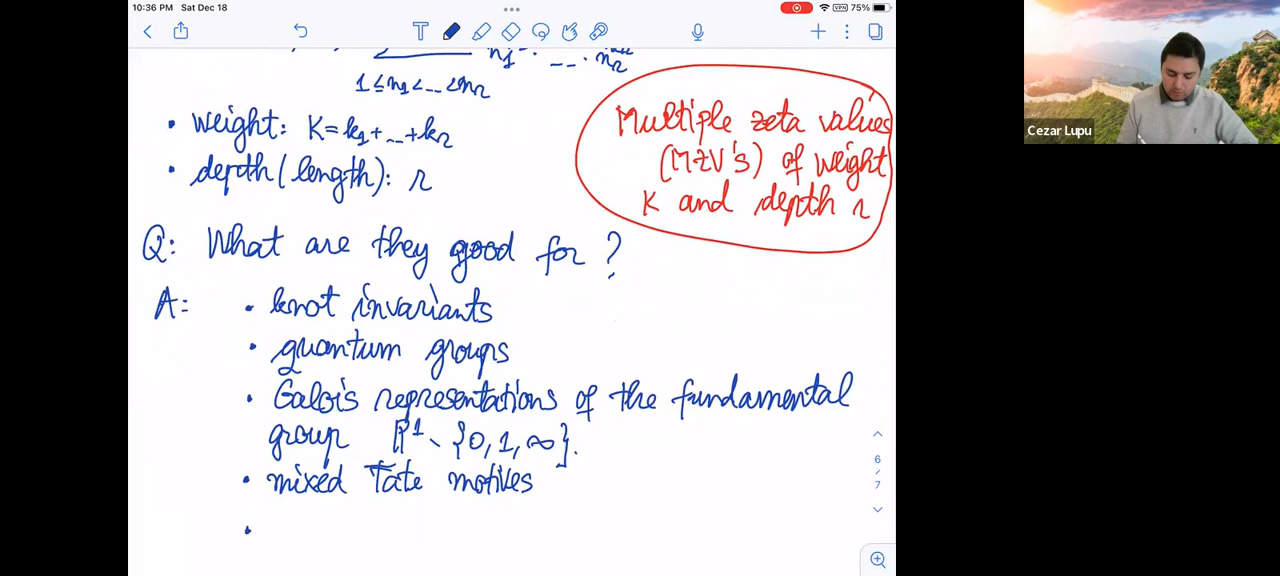 10:36 PM Sat Dec 18
VPN 75%
Cezar Lupu
1≤n1<...<nr
• weight: K=k1+...+kr
• depth (length): r
Multiple zeta values
(MZV's) of weight
K and depth r
Q: What are they good for?
A: • knot invariants
• quantum groups
• Galois representations of the fundamental
group P^1 \ {0,1,∞}.
• mixed Tate motives
•
6
/
7